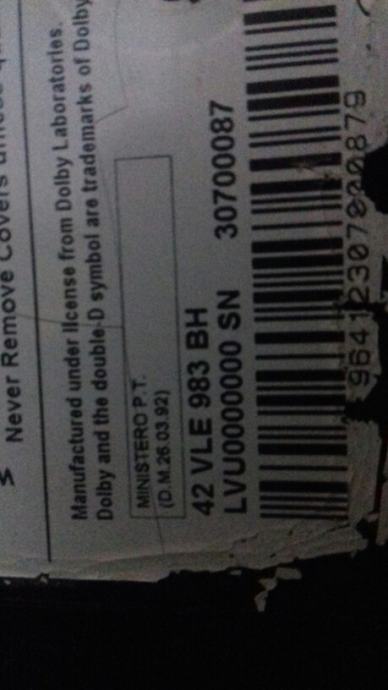 Never Remove Covers
Manufactured under license from Dolby Laboratories.
Dolby and the double-D symbol are trademarks of Dolby
MINISTERO P.T.
(D.M.26.03.92)
42 VLE 983 BH
LVU0000000 SN 30700087
96412307000879